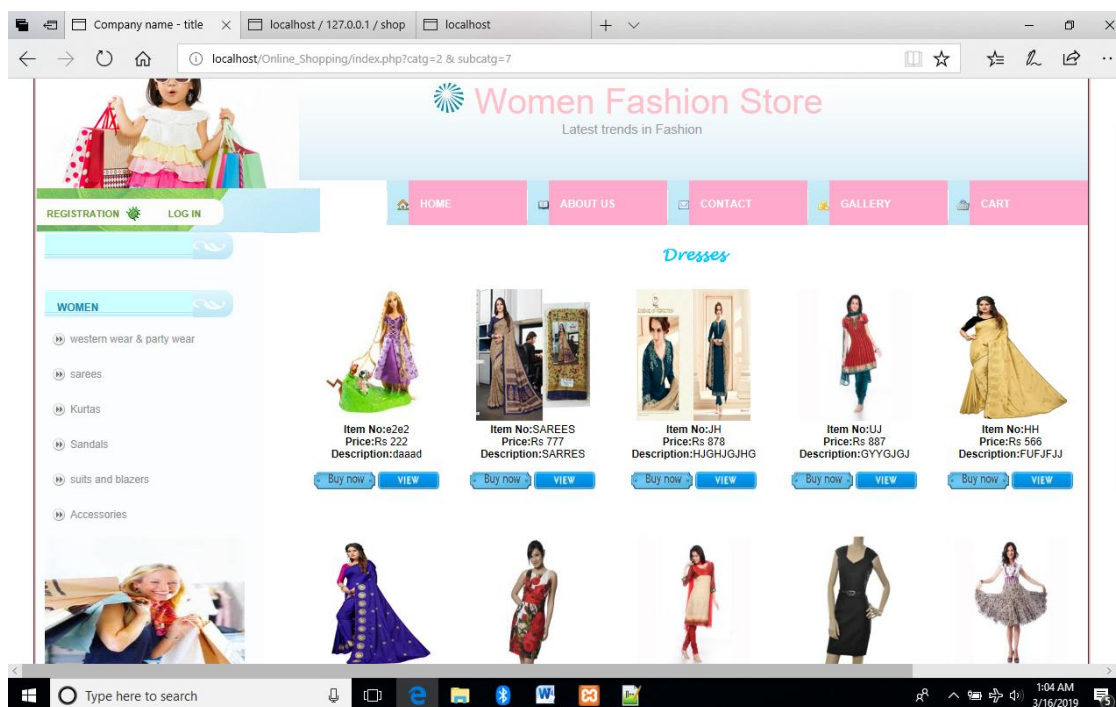 Company name - title
localhost / 127.0.0.1 / shop
localhost
localhost/Online_Shopping/index.php?catg=2 & subcatg=7
Women Fashion Store
Latest trends in Fashion
REGISTRATION LOG IN
HOME ABOUT US CONTACT GALLERY CART
Dresses
WOMEN
western wear & party wear
sarees
Kurtas
Sandals
suits and blazers
Accessories
Item No:e2e2
Price:Rs 222
Description:daaad
Buy now VIEW
Item No:SAREES
Price:Rs 777
Description:SARRES
Buy now VIEW
Item No:JH
Price:Rs 878
Description:HJGHJGJHG
Buy now VIEW
Item No:UJ
Price:Rs 887
Description:GYYGJGJ
Buy now VIEW
Item No:HH
Price:Rs 566
Description:FUFJFJJ
Buy now VIEW
Type here to search
1:04 AM
3/16/2019